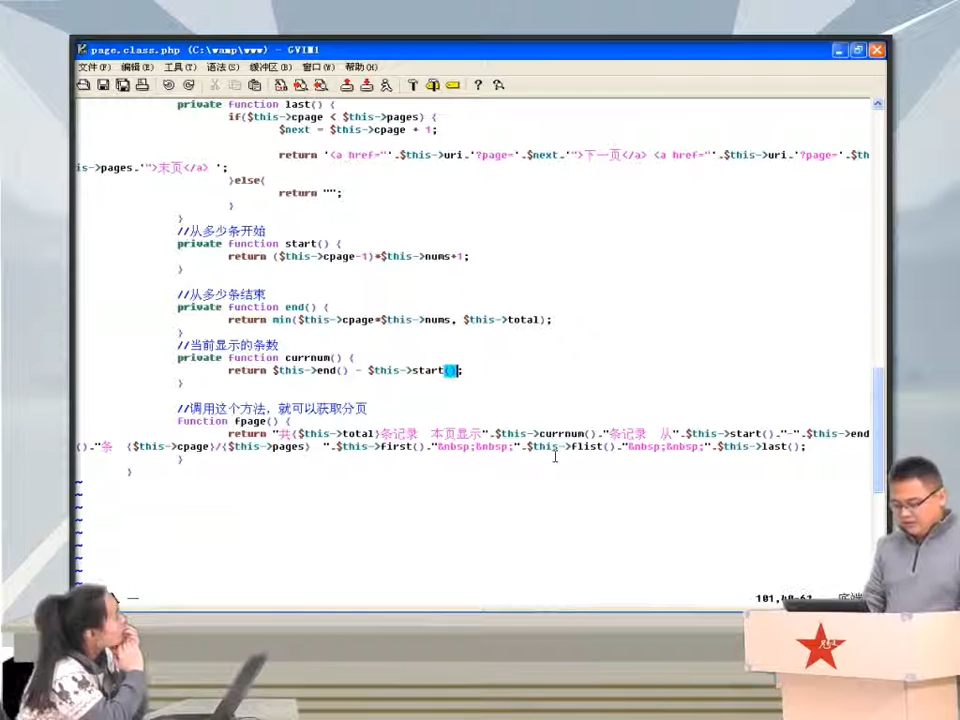 page.class.php (C:\wamp\www) - GVIM1
文件(F) 编辑(E) 工具(T) 语法(S) 缓冲区(B) 窗口(W) 帮助(H)
private function last() {
if($this->cpage < $this->pages) {
$next = $this->cpage + 1;
return '<a href="'.$this->uri.'?page='.$next.'">下一页</a> <a href="'.$this->uri.'?page='.$th
is->pages.'">末页</a> ';
}else{
return "";
}
}
//从多少条开始
private function start() {
return ($this->cpage-1)*$this->nums+1;
}
//从多少条结束
private function end() {
return min($this->cpage*$this->nums, $this->total);
}
//当前显示的条数
private function currnum() {
return $this->end() - $this->start();
}
//调用这个方法，就可以获取分页
function fpage() {
return "共{$this->total}条记录 本页显示".$this->currnum()."条记录 从".$this->start()."-".$this->end
()."条 {$this->cpage}/{$this->pages} ".$this->first()."&nbsp;&nbsp;".$this->flist()."&nbsp;&nbsp;".$this->last();
}
}
~
~
~
~
~
~
~
~
~
101,40-61 底端